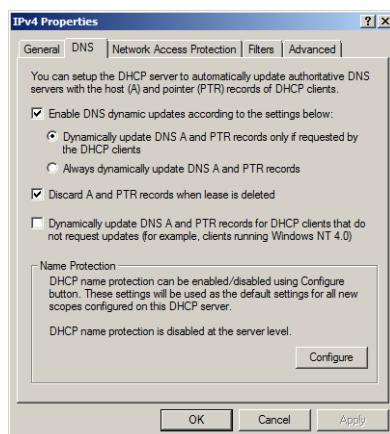 IPv4 Properties
General DNS Network Access Protection Filters Advanced
You can setup the DHCP server to automatically update authoritative DNS
servers with the host (A) and pointer (PTR) records of DHCP clients.
Enable DNS dynamic updates according to the settings below:
Dynamically update DNS A and PTR records only if requested by
the DHCP clients
Always dynamically update DNS A and PTR records
Discard A and PTR records when lease is deleted
Dynamically update DNS A and PTR records for DHCP clients that do
not request updates (for example, clients running Windows NT 4.0)
Name Protection
DHCP name protection can be enabled/disabled using Configure
button. These settings will be used as the default settings for all new
scopes configured on this DHCP server.
DHCP name protection is disabled at the server level.
Configure
OK Cancel Apply